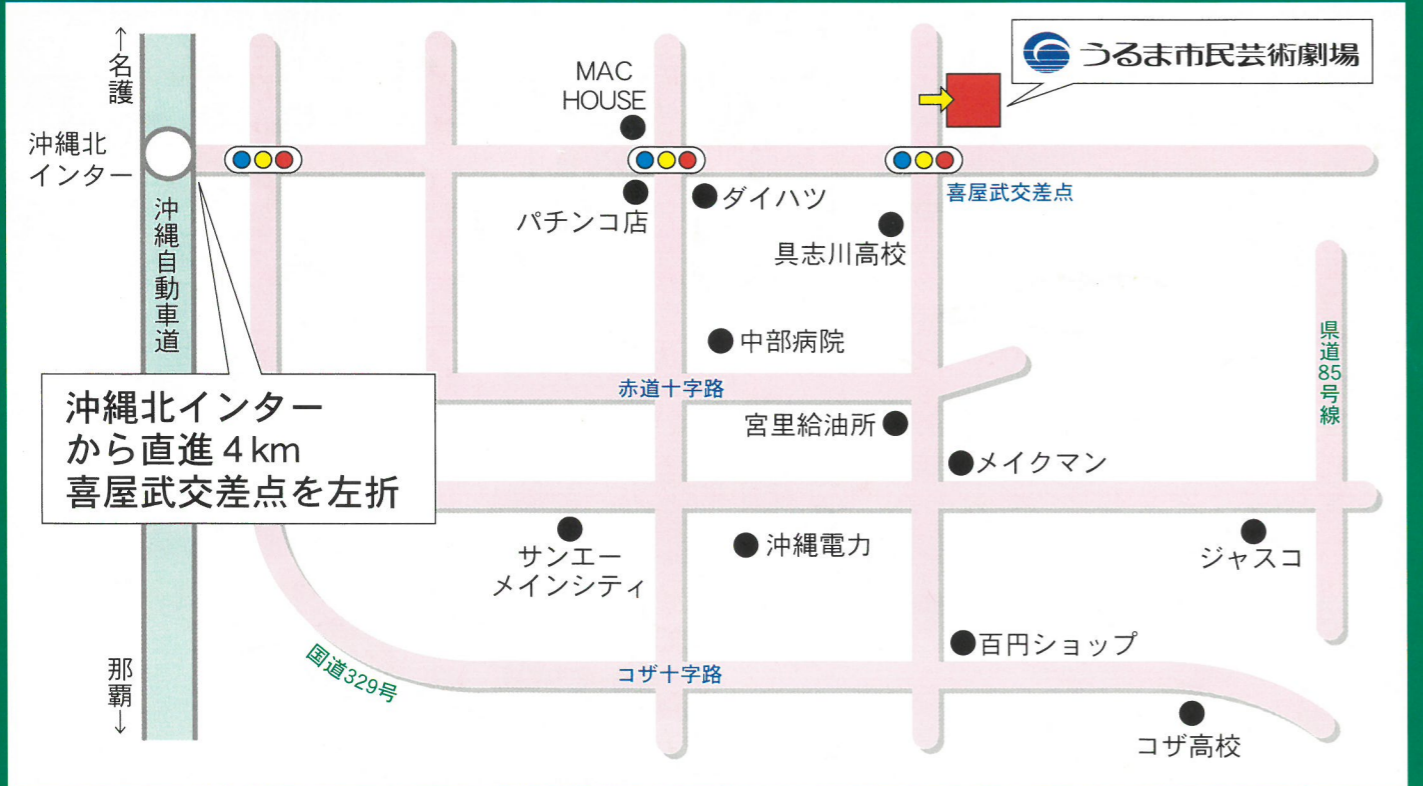 ↑名護
うるま市民芸術劇場
MAC
HOUSE
沖縄北
インター
喜屋武交差点
パチンコ店
ダイハツ
具志川高校
沖縄自動車道
県道85号線
中部病院
赤道十字路
沖縄北インター
から直進4km
喜屋武交差点を左折
宮里給油所
メイクマン
サンエー
メインシティ
沖縄電力
ジャスコ
百円ショップ
国道329号
コザ十字路
コザ高校
那覇↓